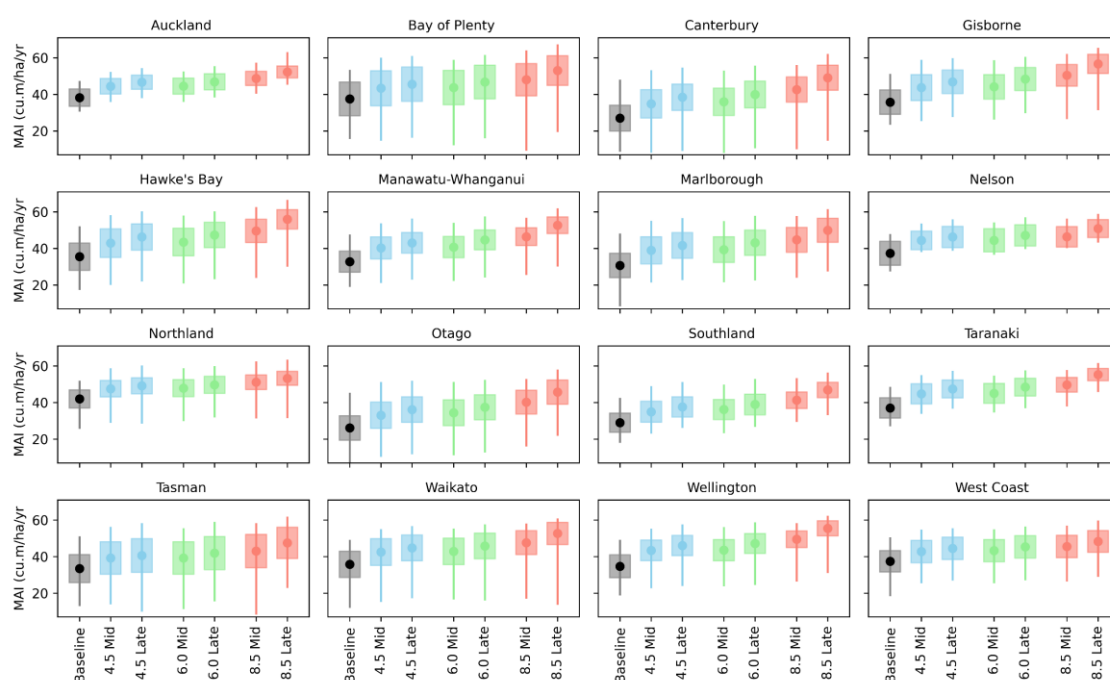 Auckland Bay of Plenty Canterbury Gisborne
MAI (cu.m/ha/yr)
60
40
20
Hawke's Bay Manawatu-Whanganui Marlborough Nelson
MAI (cu.m/ha/yr)
60
40
20
Northland Otago Southland Taranaki
MAI (cu.m/ha/yr)
60
40
20
Tasman Waikato Wellington West Coast
MAI (cu.m/ha/yr)
60
40
20
Baseline 4.5 Mid 4.5 Late 6.0 Mid 6.0 Late 8.5 Mid 8.5 Late Baseline 4.5 Mid 4.5 Late 6.0 Mid 6.0 Late 8.5 Mid 8.5 Late Baseline 4.5 Mid 4.5 Late 6.0 Mid 6.0 Late 8.5 Mid 8.5 Late Baseline 4.5 Mid 4.5 Late 6.0 Mid 6.0 Late 8.5 Mid 8.5 Late